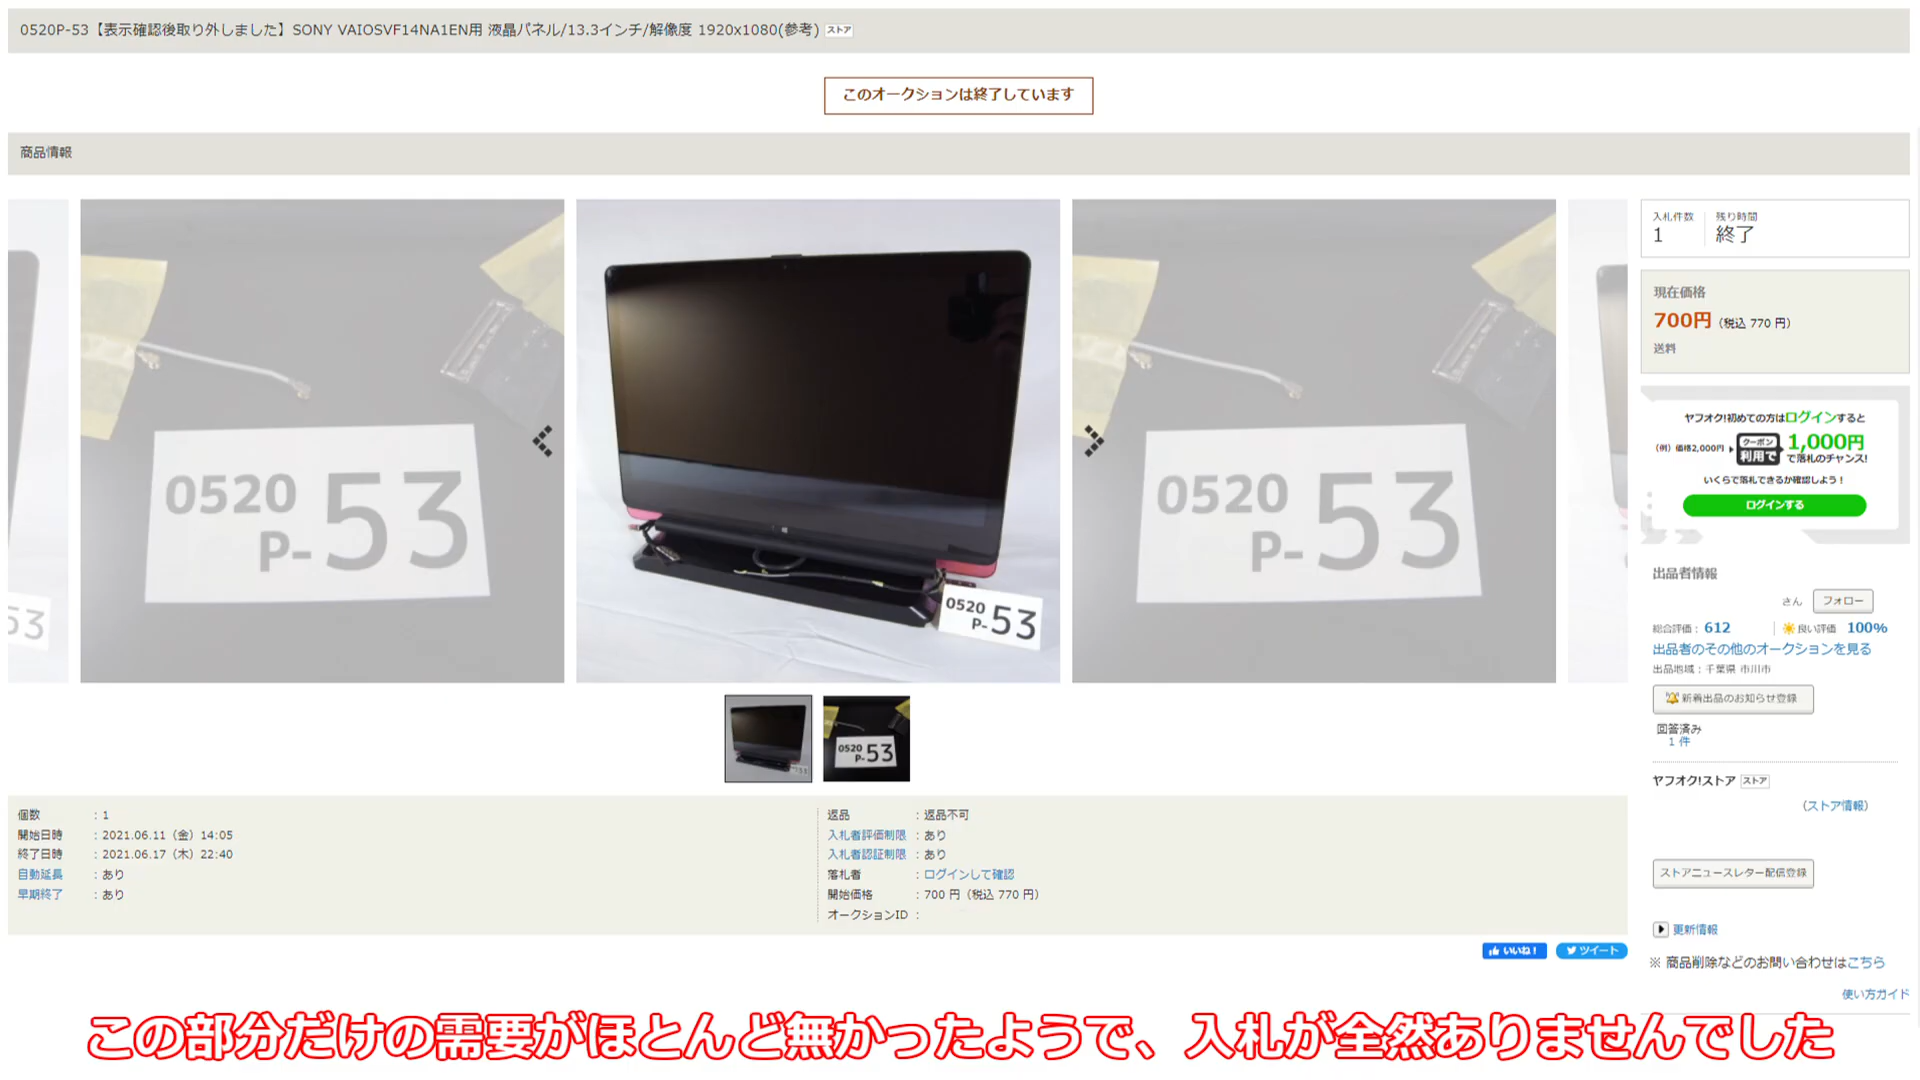 0520P-53【表示確認後取り外しました】SONY VAIOSVF14NA1EN用 液晶パネル/13.3インチ/解像度 1920x1080(参考) ストア
このオークションは終了しています
商品情報
入札件数
1
残り時間
終了
現在価格
700円 (税込 770 円)
送料
0520
P-53
0520
P-53
0520
P-53
53
0520
P-53
ヤフオク!初めての方はログインすると
(例) 価格2,000円
クーポン
利用で
1,000円
で落札のチャンス!
いくらで落札できるか確認しよう!
ログインする
出品者情報
さん フォロー
総合評価: 612 良い評価 100%
出品者のその他のオークションを見る
出品地域:千葉県 市川市
新着出品のお知らせ登録
回答済み
1 件
ヤフオク!ストア ストア
(ストア情報)
ストアニュースレター配信登録
更新情報
※ 商品削除などのお問い合わせはこちら
使い方ガイド
個数 : 1
開始日時 : 2021.06.11(金)14:05
終了日時 : 2021.06.17(木)22:40
自動延長 : あり
早期終了 : あり
返品 : 返品不可
入札者評価制限 : あり
入札者認証制限 : あり
落札者 : ログインして確認
開始価格 : 700 円(税込 770 円)
オークションID :
いいね!
ツイート
この部分だけの需要がほとんど無かったようで、入札が全然ありませんでした